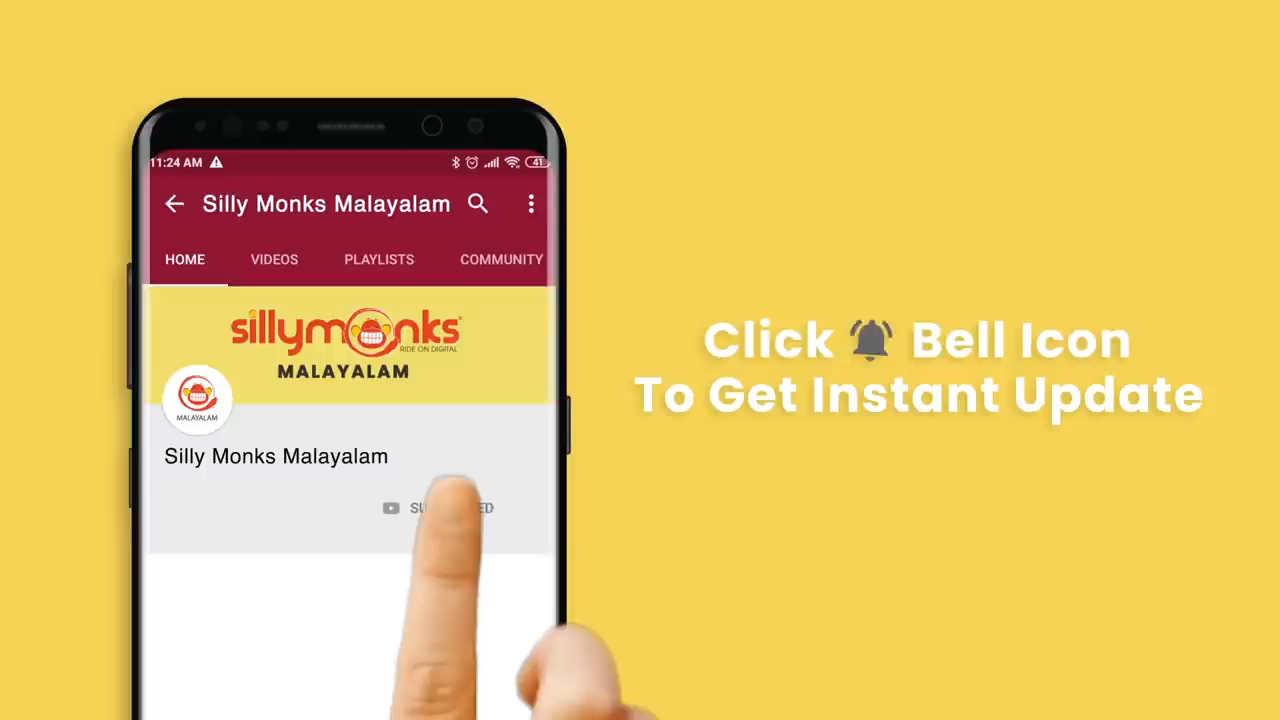 11:24 AM
41
Silly Monks Malayalam
HOME VIDEOS PLAYLISTS COMMUNITY
sillymonks
RIDE ON DIGITAL
MALAYALAM
MALAYALAM
Silly Monks Malayalam
Click Bell Icon
To Get Instant Update